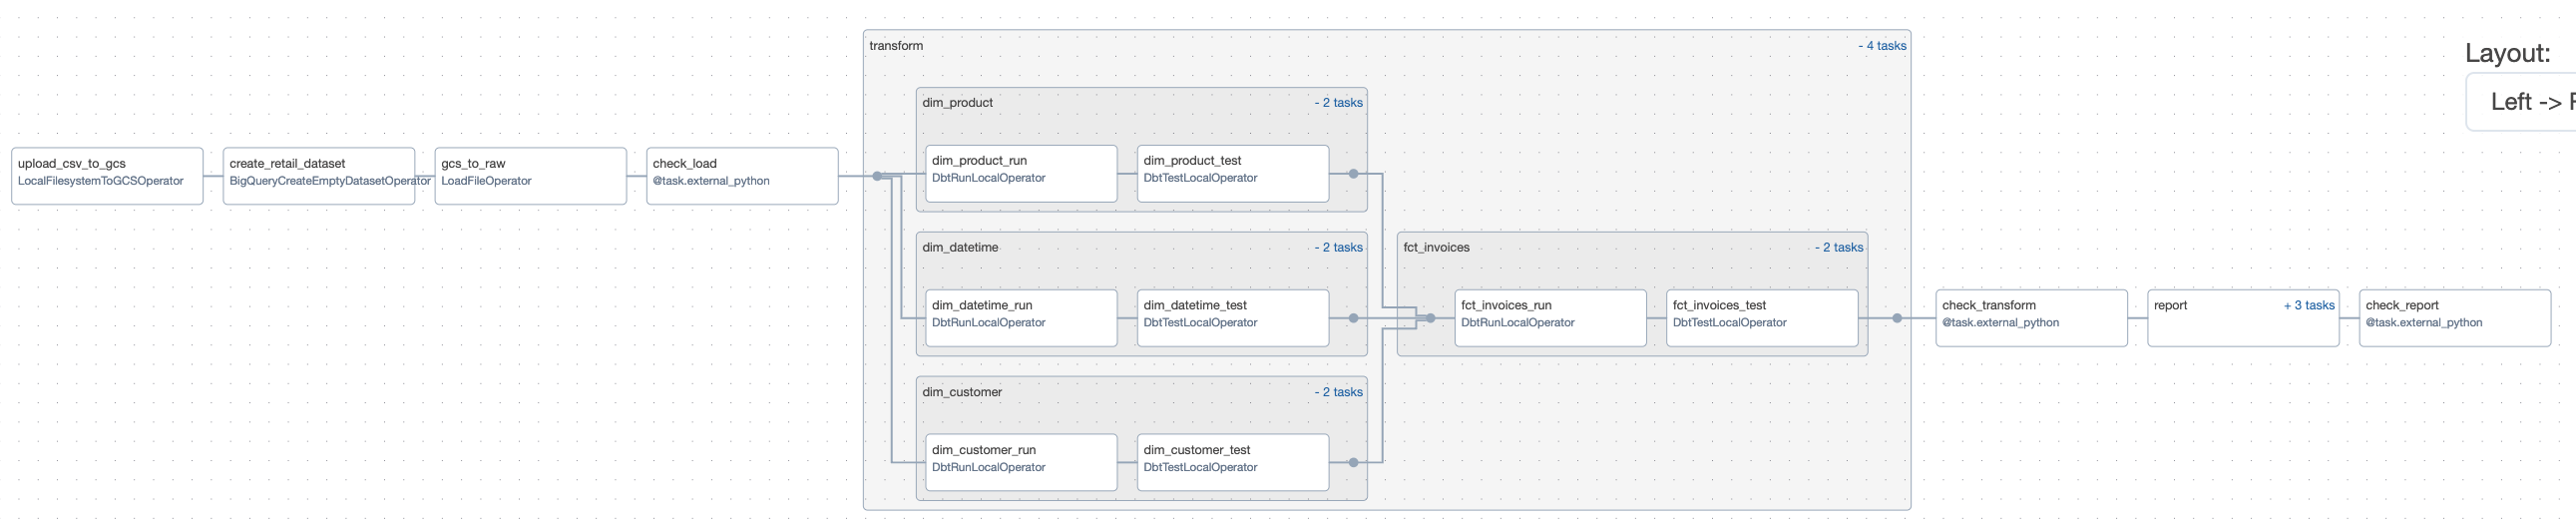 transform
- 4 tasks
Layout:
Left -> 
dim_product
- 2 tasks
dim_product_run
DbtRunLocalOperator
dim_product_test
DbtTestLocalOperator
upload_csv_to_gcs
LocalFilesystemToGCSOperator
create_retail_dataset
BigQueryCreateEmptyDatasetOperator
gcs_to_raw
LoadFileOperator
check_load
@task.external_python
dim_datetime
- 2 tasks
dim_datetime_run
DbtRunLocalOperator
dim_datetime_test
DbtTestLocalOperator
fct_invoices
- 2 tasks
fct_invoices_run
DbtRunLocalOperator
fct_invoices_test
DbtTestLocalOperator
check_transform
@task.external_python
report
+ 3 tasks
check_report
@task.external_python
dim_customer
- 2 tasks
dim_customer_run
DbtRunLocalOperator
dim_customer_test
DbtTestLocalOperator